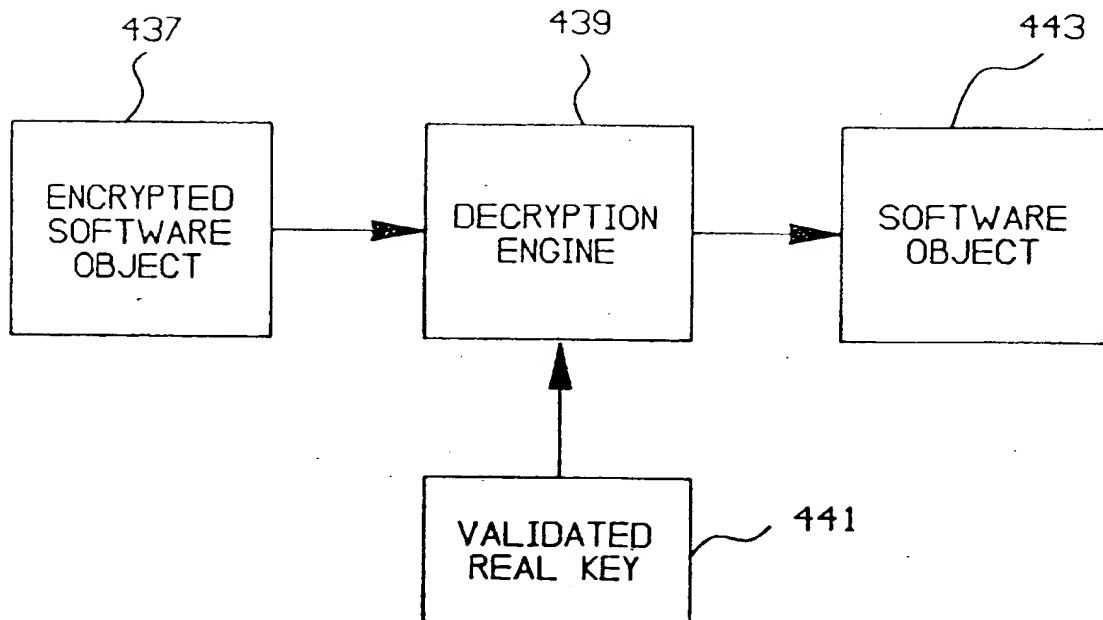 437
439
443
ENCRYPTED
SOFTWARE
OBJECT
DECRYPTION
ENGINE
SOFTWARE
OBJECT
VALIDATED
REAL KEY
441